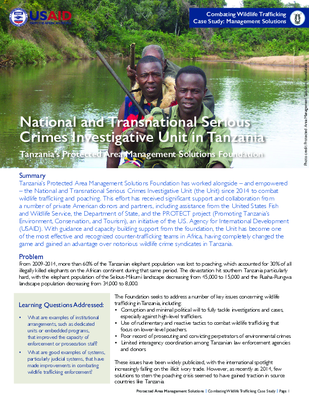 USAID
FROM THE AMERICAN PEOPLE
Combating Wildlife Trafficking
Case Study: Management Solutions
National and Transnational Serious
Crimes Investigative Unit in Tanzania
Tanzania's Protected Area Management Solutions Foundation
Summary
Tanzania's Protected Area Management Solutions Foundation has worked alongside – and empowered
– the National and Transnational Serious Crimes Investigative Unit (the Unit) since 2014 to combat
wildlife trafficking and poaching. This effort has received significant support and collaboration from
a number of private American donors and partners, including assistance from the United States Fish
and Wildlife Service, the Department of State, and the PROTECT project (Promoting Tanzania's
Environment, Conservation, and Tourism), an initiative of the U.S. Agency for International Development
(USAID). With guidance and capacity building support from the foundation, the Unit has become one
of the most effective and recognized counter-trafficking teams in Africa, having completely changed the
game and gained an advantage over notorious wildlife crime syndicates in Tanzania.
Problem
From 2009-2014, more than 60% of the Tanzanian elephant population was lost to poaching, which accounted for 30% of all
illegally killed elephants on the African continent during that same period. The devastation hit southern Tanzania particularly
hard, with the elephant population of the Selous-Mikumi landscape decreasing from 45,000 to 15,000 and the Ruaha-Rungwa
landscape population decreasing from 34,000 to 8,000.
Learning Questions Addressed:
• What are examples of institutional
arrangements, such as dedicated
units or embedded programs,
that improved the capacity of
enforcement or prosecution staff?
• What are good examples of systems,
particularly judicial systems, that have
made improvements in combating
wildlife trafficking enforcement?
The Foundation seeks to address a number of key issues concerning wildlife
trafficking in Tanzania, including:
• Corruption and minimal political will to fully tackle investigations and cases,
especially against high-level traffickers
• Use of rudimentary and reactive tactics to combat wildlife trafficking that
focus on lower-level poachers
• Poor record of prosecuting and convicting perpetrators of environmental crimes
• Limited interagency coordination among Tanzanian law enforcement agencies
and donors
These issues have been widely publicized, with the international spotlight
increasingly falling on the illicit ivory trade. However, as recently as 2014, few
solutions to stem the poaching crisis seemed to have gained traction in source
countries like Tanzania.
Protected Area Management Solutions | Combating Wildlife Trafficking Case Study | Page 1